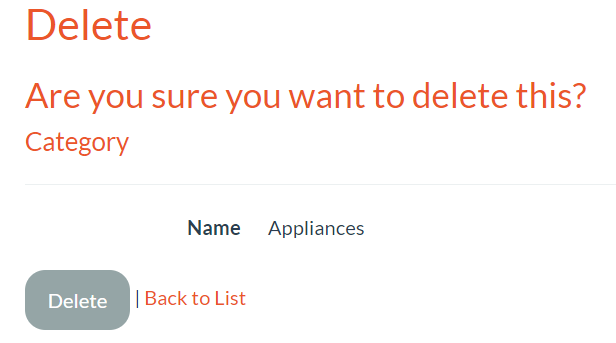 Delete
Are you sure you want to delete this?
Category
Name Appliances
Delete | Back to List